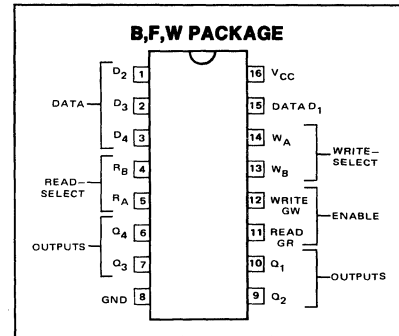 B,F,W PACKAGE
D2 1 16 VCC
DATA D3 2 15 DATA D1
D4 3 14 WA
WRITE-SELECT
RB 4 13 WB
READ-SELECT
RA 5 12 WRITE GW
ENABLE
Q4 6 11 READ GR
OUTPUTS
Q3 7 10 Q1
OUTPUTS
GND 8 9 Q2